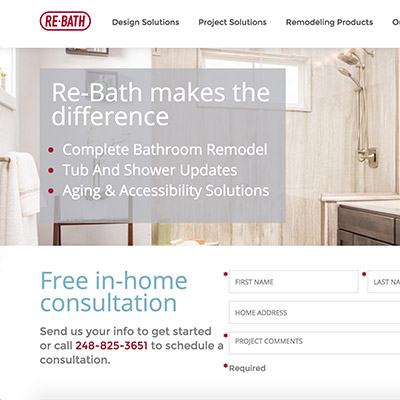 RE·BATH
Design Solutions Project Solutions Remodeling Products
Re-Bath makes the
difference
• Complete Bathroom Remodel
• Tub And Shower Updates
• Aging & Accessibility Solutions
Free in-home
consultation
Send us your info to get started
or call 248-825-3651 to schedule a
consultation.
* FIRST NAME * LAST
HOME ADDRESS
* PROJECT COMMENTS
* Required